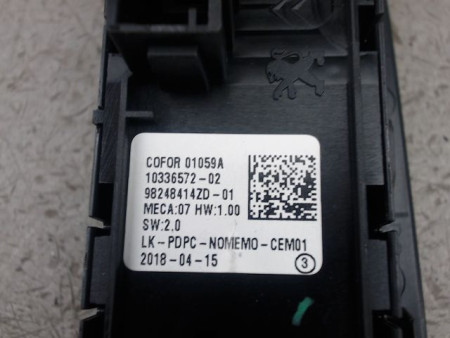 COFOR 01059A
10336572-02
98248414ZD-01
MECA:07 HW:1.00
SW:2.0
LK-PDPC-NOMEMO-CEM01
2018-04-15
3